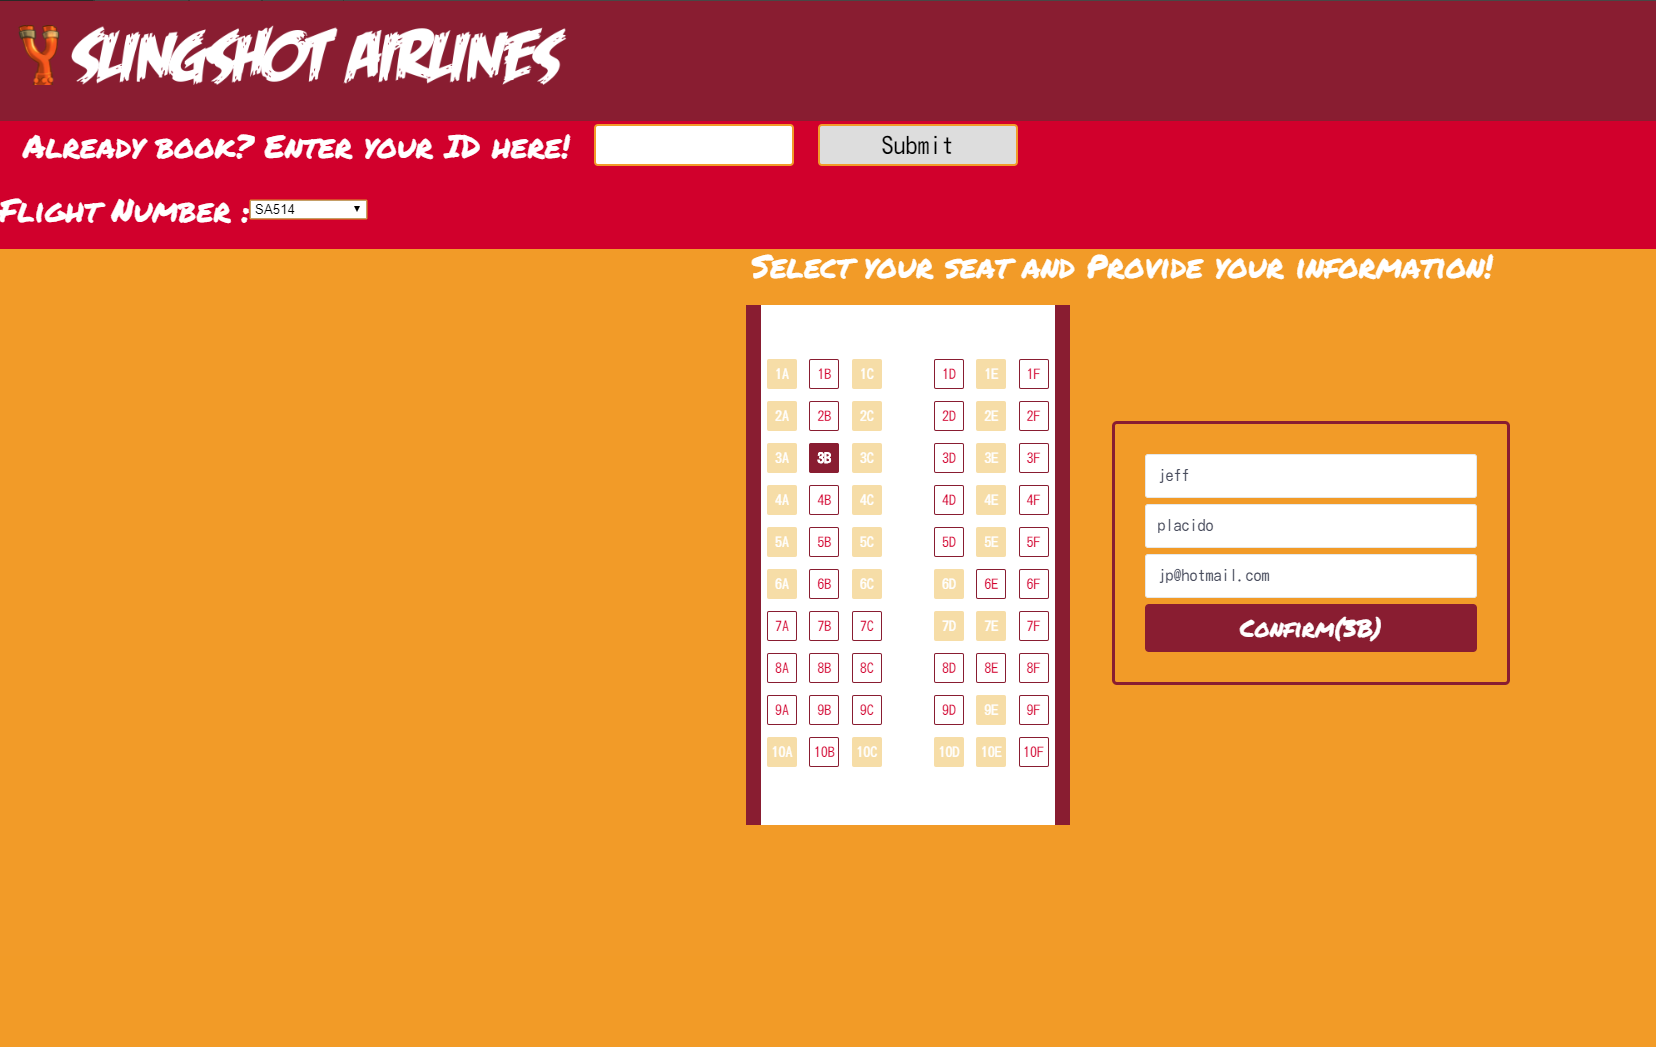 SLINGSHOT AIRLINES
Already book? Enter your ID here! Submit
Flight Number : SA514
Select your seat and Provide your information!
1A 1B 1C 1D 1E 1F
2A 2B 2C 2D 2E 2F
3A 3B 3C 3D 3E 3F
4A 4B 4C 4D 4E 4F
5A 5B 5C 5D 5E 5F
6A 6B 6C 6D 6E 6F
7A 7B 7C 7D 7E 7F
8A 8B 8C 8D 8E 8F
9A 9B 9C 9D 9E 9F
10A 10B 10C 10D 10E 10F
jeff
placido
jp@hotmail.com
Confirm(3B)